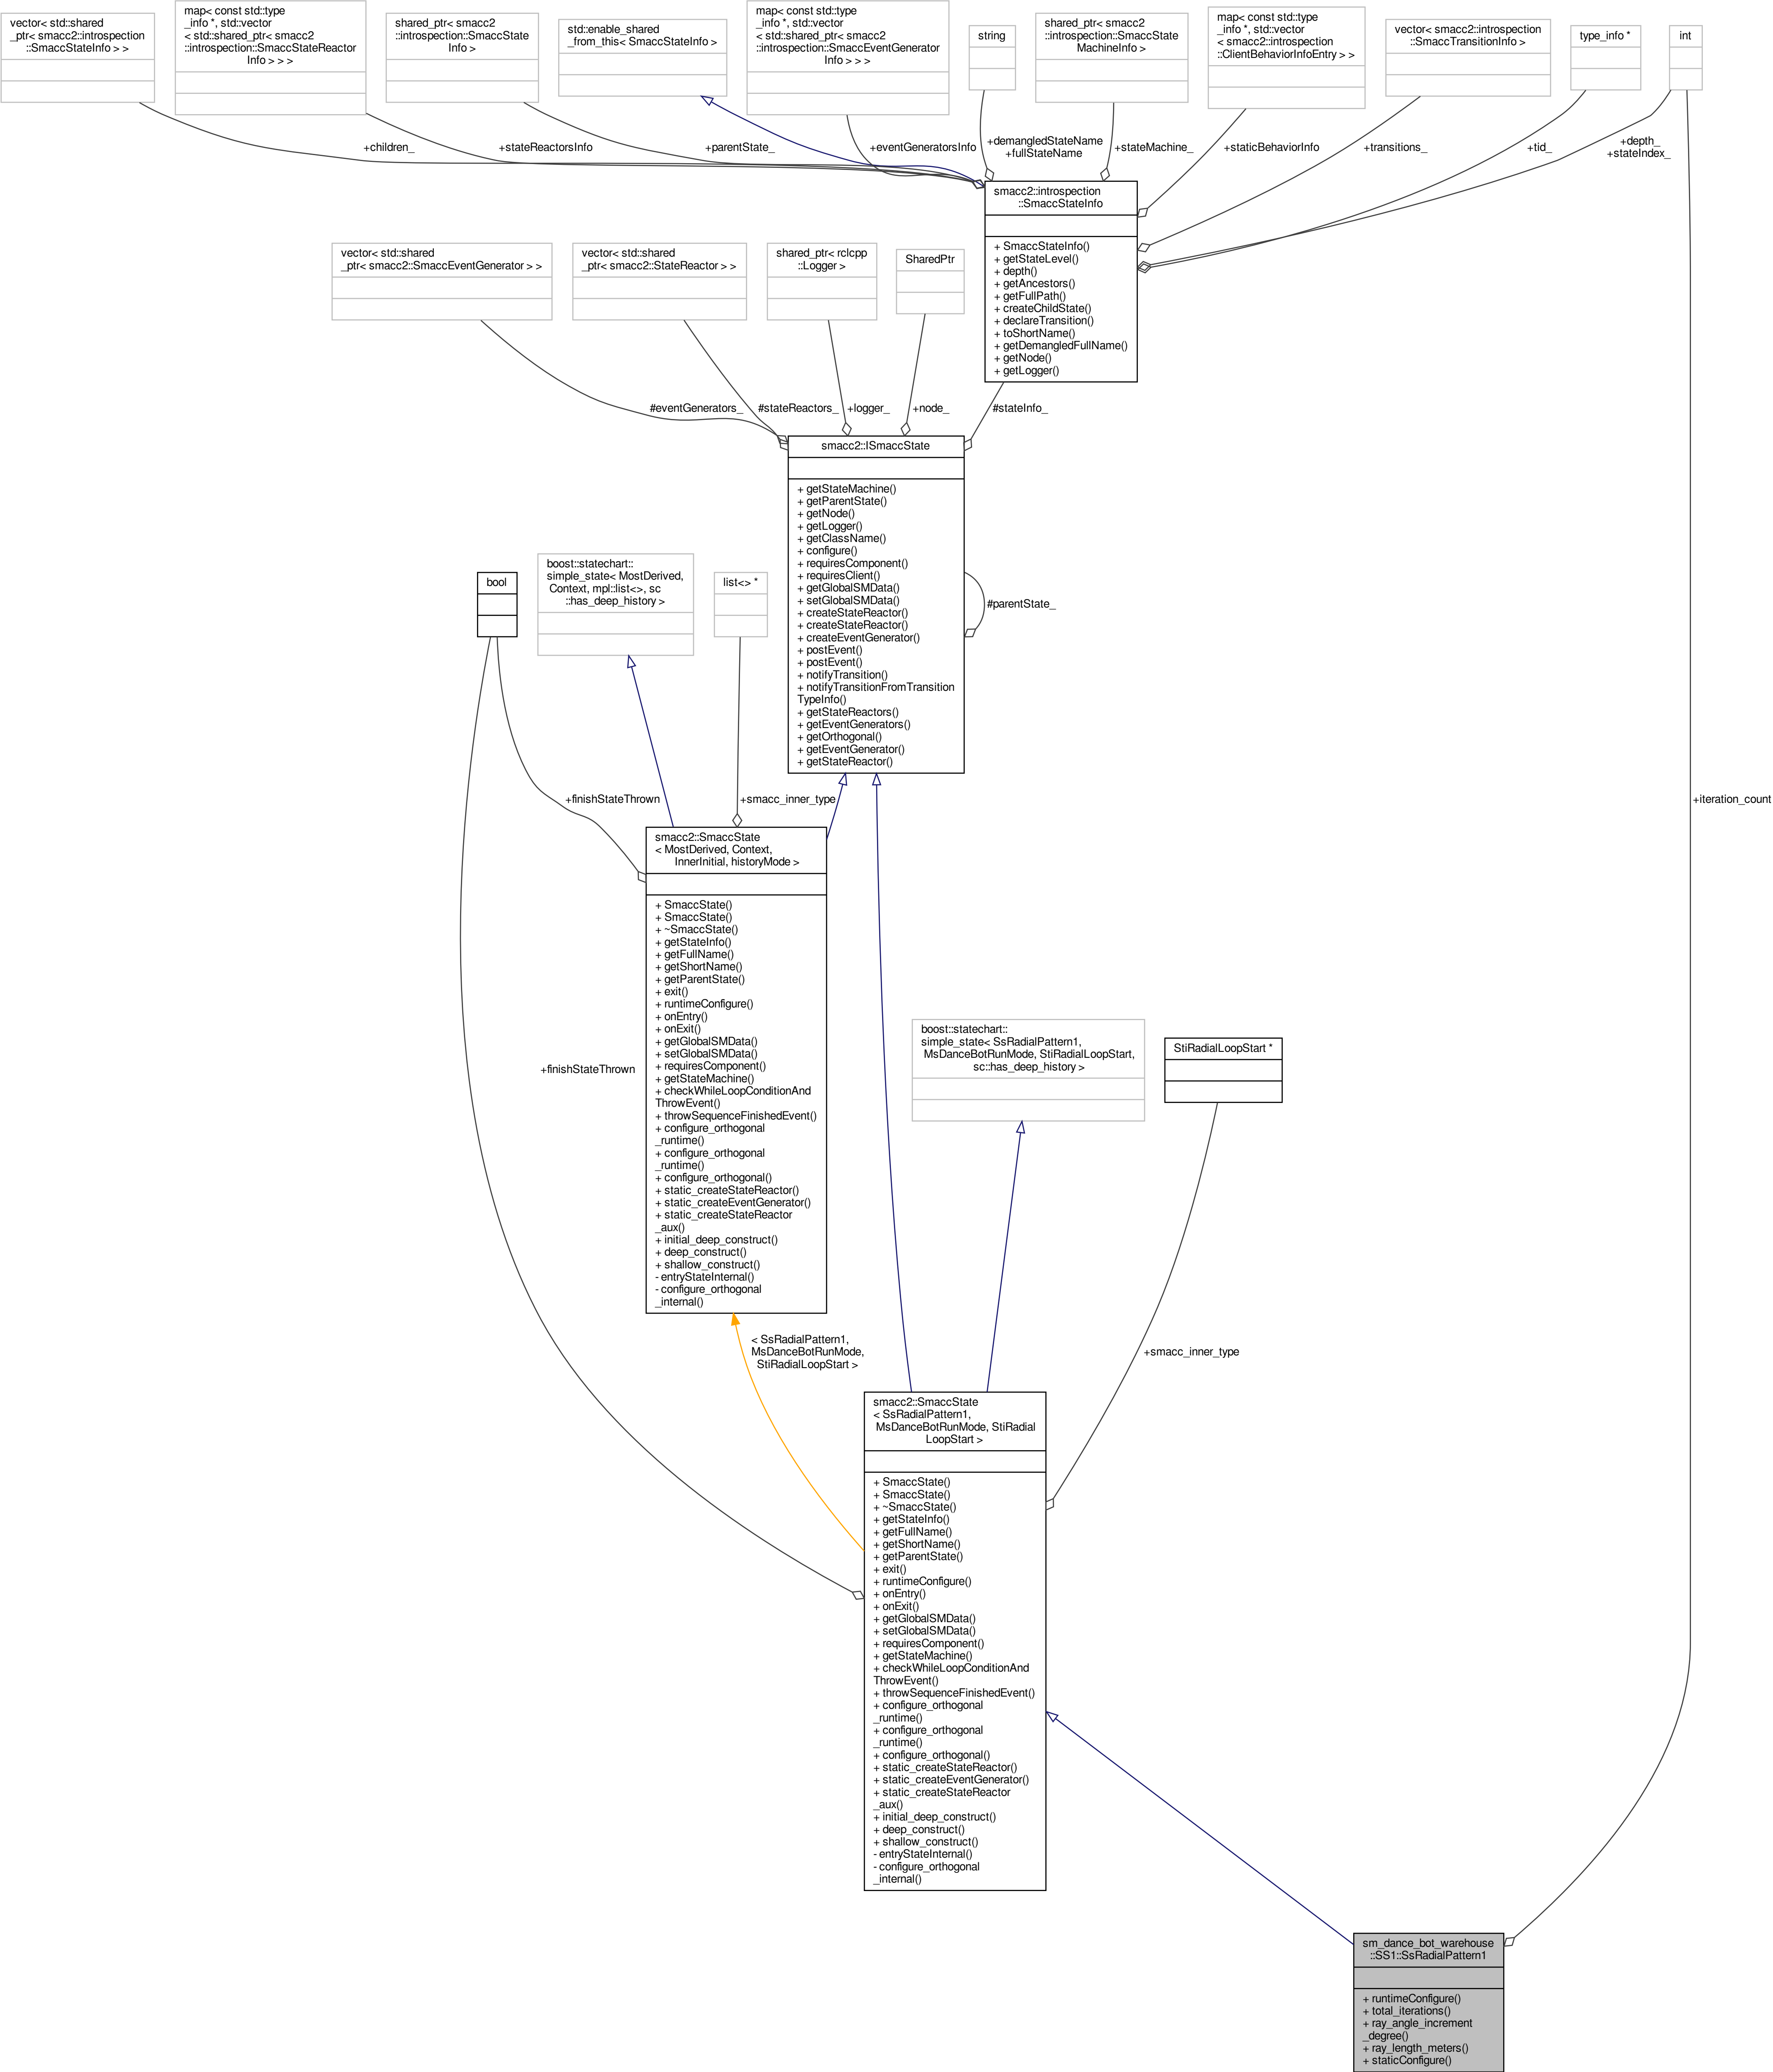 vector< std::shared
_ptr< smacc2::introspection
::SmaccStateInfo > >
map< const std::type
_info *, std::vector
< std::shared_ptr< smacc2
::introspection::SmaccStateReactor
Info > > >
shared_ptr< smacc2
::introspection::SmaccState
Info >
std::enable_shared
_from_this< SmaccStateInfo >
map< const std::type
_info *, std::vector
< std::shared_ptr< smacc2
::introspection::SmaccEventGenerator
Info > > >
string
shared_ptr< smacc2
::introspection::SmaccState
MachineInfo >
map< const std::type
_info *, std::vector
< smacc2::introspection
::ClientBehaviorInfoEntry > >
vector< smacc2::introspection
::SmaccTransitionInfo >
type_info *
int
+children_
+stateReactorsInfo
+parentState_
+eventGeneratorsInfo
+demangledStateName
+fullStateName
+stateMachine_
+staticBehaviorInfo
+transitions_
+tid_
+depth_
+stateIndex_
smacc2::introspection
::SmaccStateInfo
+ SmaccStateInfo()
+ getStateLevel()
+ depth()
+ getAncestors()
+ getFullPath()
+ createChildState()
+ declareTransition()
+ toShortName()
+ getDemangledFullName()
+ getNode()
+ getLogger()
vector< std::shared
_ptr< smacc2::SmaccEventGenerator > >
vector< std::shared
_ptr< smacc2::StateReactor > >
shared_ptr< rclcpp
::Logger >
SharedPtr
#eventGenerators_
#stateReactors_
+logger_
+node_
#stateInfo_
smacc2::ISmaccState
+ getStateMachine()
+ getParentState()
+ getNode()
+ getLogger()
+ getClassName()
+ configure()
+ requiresComponent()
+ requiresClient()
+ getGlobalSMData()
+ setGlobalSMData()
+ createStateReactor()
+ createStateReactor()
+ createEventGenerator()
+ postEvent()
+ postEvent()
+ notifyTransition()
+ notifyTransitionFromTransition
TypeInfo()
+ getStateReactors()
+ getEventGenerators()
+ getOrthogonal()
+ getEventGenerator()
+ getStateReactor()
#parentState_
bool
boost::statechart::
simple_state< MostDerived,
Context, mpl::list<>, sc
::has_deep_history >
list<> *
+finishStateThrown
+smacc_inner_type
+iteration_count
smacc2::SmaccState
< MostDerived, Context,
InnerInitial, historyMode >
+ SmaccState()
+ SmaccState()
+ ~SmaccState()
+ getStateInfo()
+ getFullName()
+ getShortName()
+ getParentState()
+ exit()
+ runtimeConfigure()
+ onEntry()
+ onExit()
+ getGlobalSMData()
+ setGlobalSMData()
+ requiresComponent()
+ getStateMachine()
+ checkWhileLoopConditionAnd
ThrowEvent()
+ throwSequenceFinishedEvent()
+ configure_orthogonal
_runtime()
+ configure_orthogonal
_runtime()
+ configure_orthogonal()
+ static_createStateReactor()
+ static_createEventGenerator()
+ static_createStateReactor
_aux()
+ initial_deep_construct()
+ deep_construct()
+ shallow_construct()
- entryStateInternal()
- configure_orthogonal
_internal()
+finishStateThrown
boost::statechart::
simple_state< SsRadialPattern1,
MsDanceBotRunMode, StiRadialLoopStart,
sc::has_deep_history >
StiRadialLoopStart *
< SsRadialPattern1,
MsDanceBotRunMode,
StiRadialLoopStart >
+smacc_inner_type
smacc2::SmaccState
< SsRadialPattern1,
MsDanceBotRunMode, StiRadial
LoopStart >
+ SmaccState()
+ SmaccState()
+ ~SmaccState()
+ getStateInfo()
+ getFullName()
+ getShortName()
+ getParentState()
+ exit()
+ runtimeConfigure()
+ onEntry()
+ onExit()
+ getGlobalSMData()
+ setGlobalSMData()
+ requiresComponent()
+ getStateMachine()
+ checkWhileLoopConditionAnd
ThrowEvent()
+ throwSequenceFinishedEvent()
+ configure_orthogonal
_runtime()
+ configure_orthogonal
_runtime()
+ configure_orthogonal()
+ static_createStateReactor()
+ static_createEventGenerator()
+ static_createStateReactor
_aux()
+ initial_deep_construct()
+ deep_construct()
+ shallow_construct()
- entryStateInternal()
- configure_orthogonal
_internal()
sm_dance_bot_warehouse
::SS1::SsRadialPattern1
+ runtimeConfigure()
+ total_iterations()
+ ray_angle_increment
_degree()
+ ray_length_meters()
+ staticConfigure()